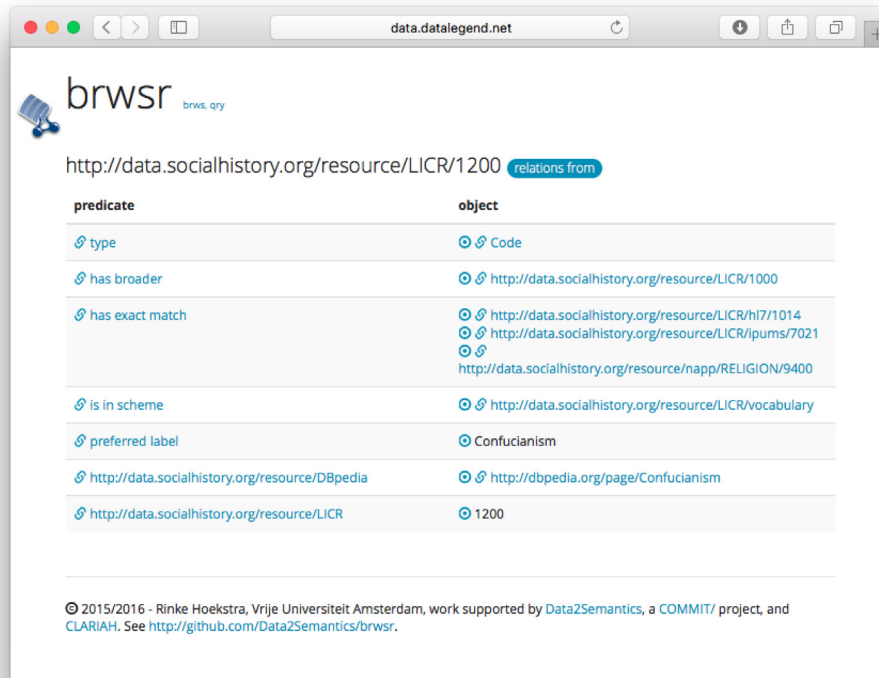 data.datalegend.net
brwsr brws, qry
http://data.socialhistory.org/resource/LICR/1200 relations from
predicate object
type Code
has broader http://data.socialhistory.org/resource/LICR/1000
has exact match http://data.socialhistory.org/resource/LICR/hl7/1014
http://data.socialhistory.org/resource/LICR/ipums/7021
http://data.socialhistory.org/resource/napp/RELIGION/9400
is in scheme http://data.socialhistory.org/resource/LICR/vocabulary
preferred label Confucianism
http://data.socialhistory.org/resource/DBpedia http://dbpedia.org/page/Confucianism
http://data.socialhistory.org/resource/LICR 1200
© 2015/2016 - Rinke Hoekstra, Vrije Universiteit Amsterdam, work supported by Data2Semantics, a COMMIT/ project, and
CLARIAH. See http://github.com/Data2Semantics/brwsr.